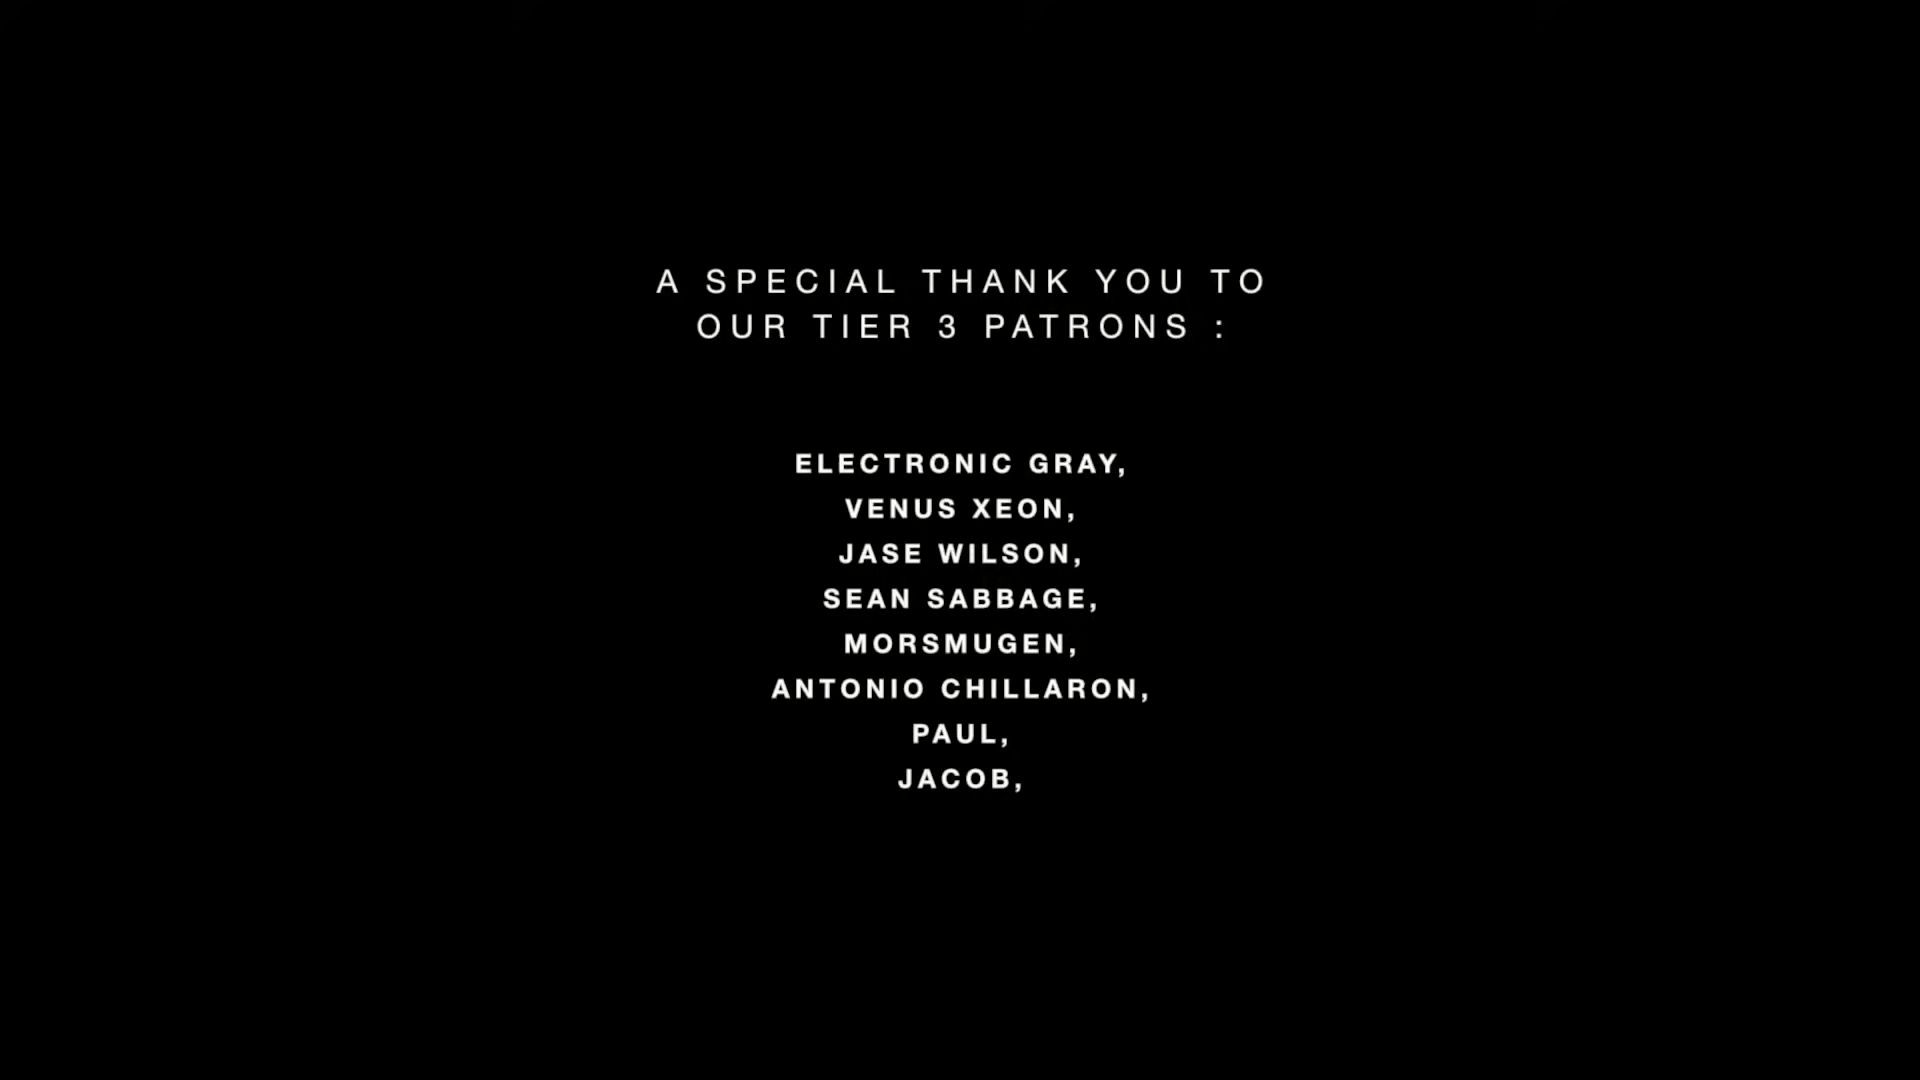 A SPECIAL THANK YOU TO
OUR TIER 3 PATRONS :
ELECTRONIC GRAY,
VENUS XEON,
JASE WILSON,
SEAN SABBAGE,
MORSMUGEN,
ANTONIO CHILLARON,
PAUL,
JACOB,